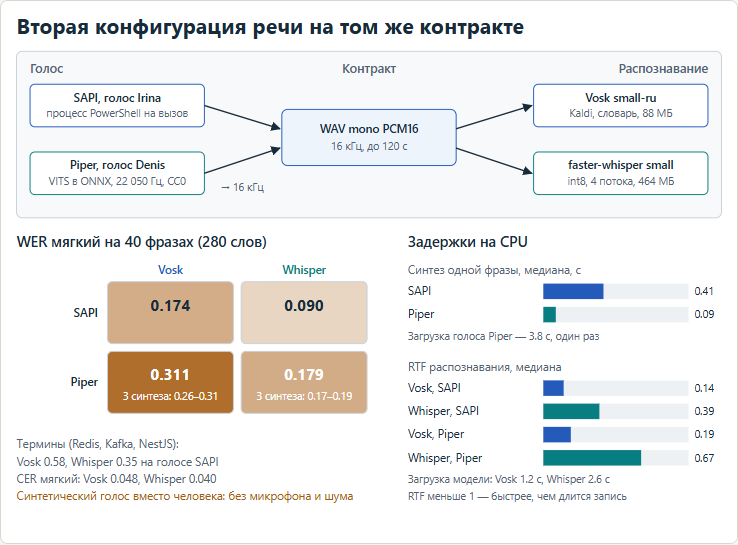 Вторая конфигурация речи на том же контракте
Голос
Контракт
Распознавание
SAPI, голос Irina
процесс PowerShell на вызов
Piper, голос Denis
VITS в ONNX, 22 050 Гц, CC0
→ 16 кГц
WAV mono PCM16
16 кГц, до 120 с
Vosk small-ru
Kaldi, словарь, 88 МБ
faster-whisper small
int8, 4 потока, 464 МБ
WER мягкий на 40 фразах (280 слов)
Vosk
Whisper
SAPI
0.174
0.090
Piper
0.311
3 синтеза: 0.26–0.31
0.179
3 синтеза: 0.17–0.19
Термины (Redis, Kafka, NestJS):
Vosk 0.58, Whisper 0.35 на голосе SAPI
CER мягкий: Vosk 0.048, Whisper 0.040
Синтетический голос вместо человека: без микрофона и шума
Задержки на CPU
Синтез одной фразы, медиана, с
SAPI 0.41
Piper 0.09
Загрузка голоса Piper — 3.8 с, один раз
RTF распознавания, медиана
Vosk, SAPI 0.14
Whisper, SAPI 0.39
Vosk, Piper 0.19
Whisper, Piper 0.67
Загрузка модели: Vosk 1.2 с, Whisper 2.6 с
RTF меньше 1 — быстрее, чем длится запись